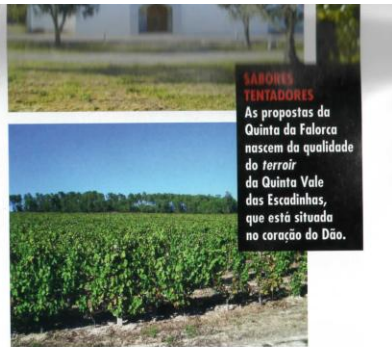 SABORES
TENTADORES
As propostas da
Quinta da Falorca
nascem da qualidade
do terroir
da Quinta Vale
das Escadinhas,
que está situada
no coração do Dão.